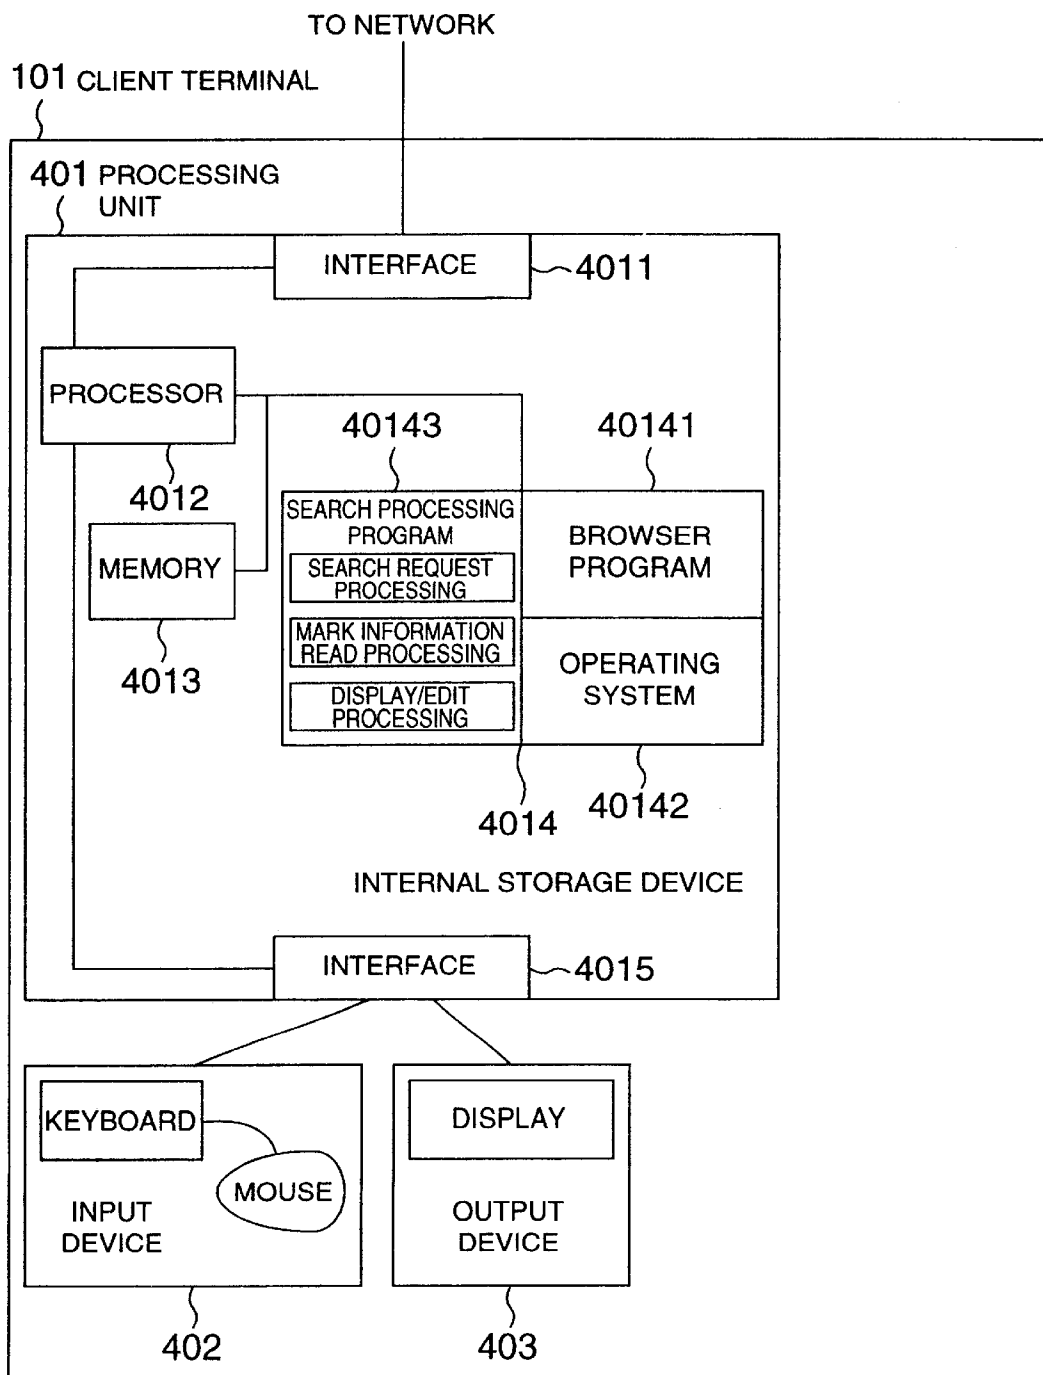 TO NETWORK
101 CLIENT TERMINAL
401 PROCESSING
UNIT
INTERFACE
4011
PROCESSOR
4012
MEMORY
4013
40143
40141
SEARCH PROCESSING
PROGRAM
SEARCH REQUEST
PROCESSING
MARK INFORMATION
READ PROCESSING
DISPLAY/EDIT
PROCESSING
BROWSER
PROGRAM
OPERATING
SYSTEM
4014
40142
INTERNAL STORAGE DEVICE
INTERFACE
4015
KEYBOARD
MOUSE
INPUT
DEVICE
402
DISPLAY
OUTPUT
DEVICE
403